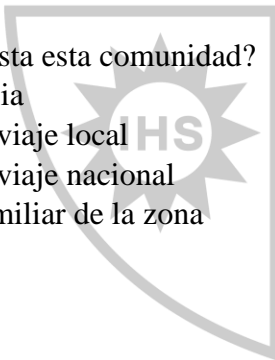 sta esta comunidad?
ia
viaje local
viaje nacional
miliar de la zona
IHS